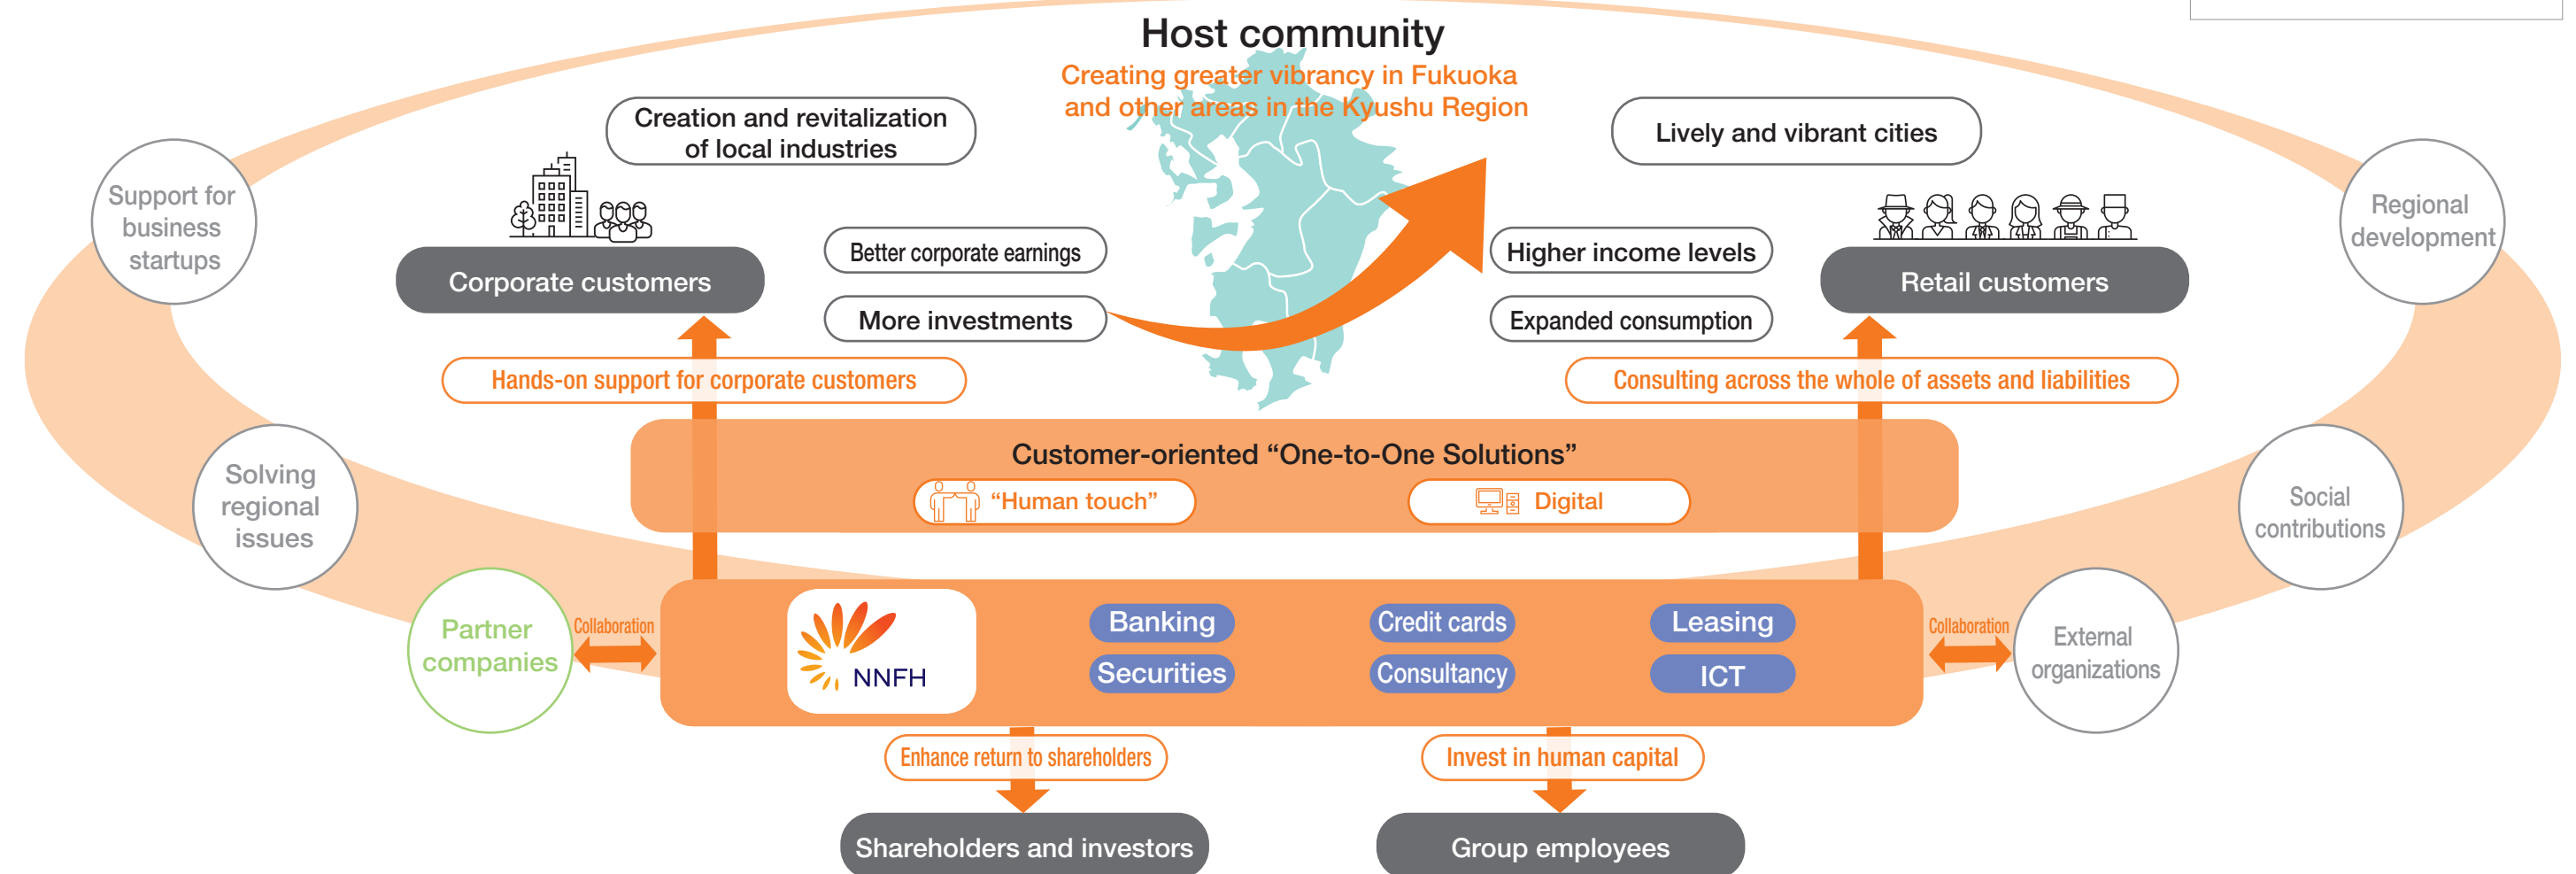 Host community
Creating greater vibrancy in Fukuoka
and other areas in the Kyushu Region
Creation and revitalization
of local industries
Lively and vibrant cities
Support for
business
startups
Regional
development
Corporate customers
Better corporate earnings
More investments
Higher income levels
Expanded consumption
Retail customers
Hands-on support for corporate customers
Consulting across the whole of assets and liabilities
Customer-oriented “One-to-One Solutions”
“Human touch”
Digital
Solving
regional
issues
Social
contributions
Partner
companies
Collaboration
NNFH
Banking
Credit cards
Leasing
Securities
Consultancy
ICT
Collaboration
External
organizations
Enhance return to shareholders
Invest in human capital
Shareholders and investors
Group employees